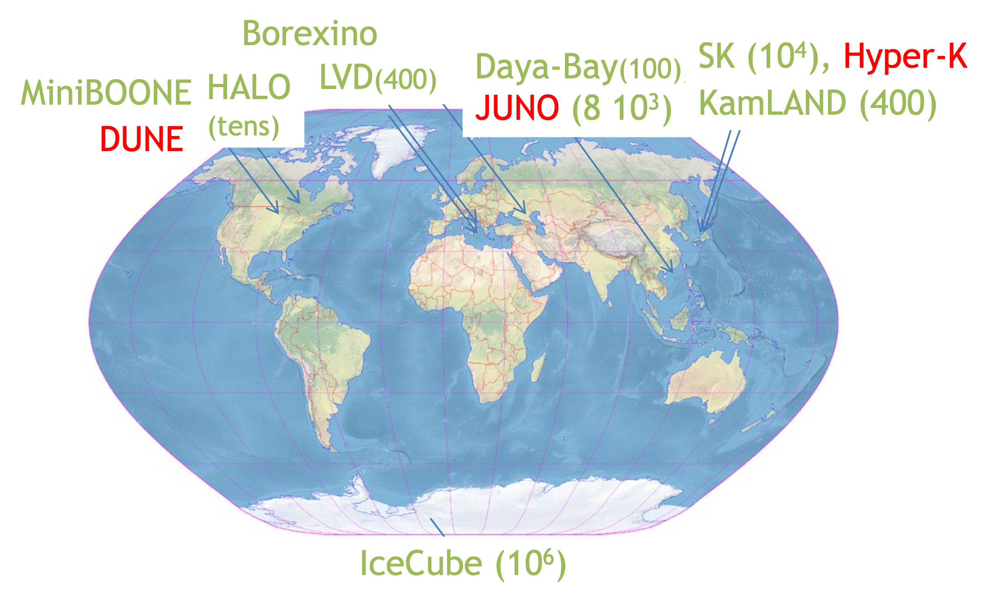 Borexino
MiniBOONE
DUNE
HALO
(tens)
LVD(400)
Daya-Bay(100),
JUNO (8 10³)
SK (10⁴), Hyper-K
KamLAND (400)
IceCube (10⁶)